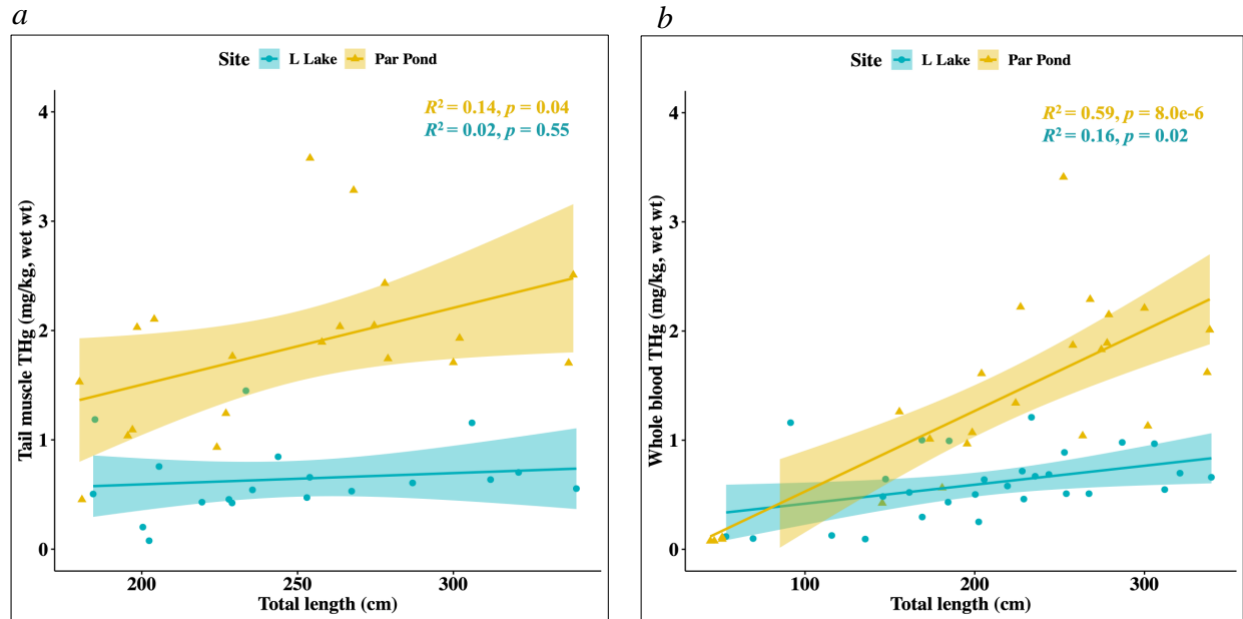 a
Site L Lake Par Pond
R² = 0.14, p = 0.04
R² = 0.02, p = 0.55
Tail muscle THg (mg/kg, wet wt)
4
3
2
1
0
200 250 300
Total length (cm)
b
Site L Lake Par Pond
R² = 0.59, p = 8.0e-6
R² = 0.16, p = 0.02
Whole blood THg (mg/kg, wet wt)
4
3
2
1
0
100 200 300
Total length (cm)